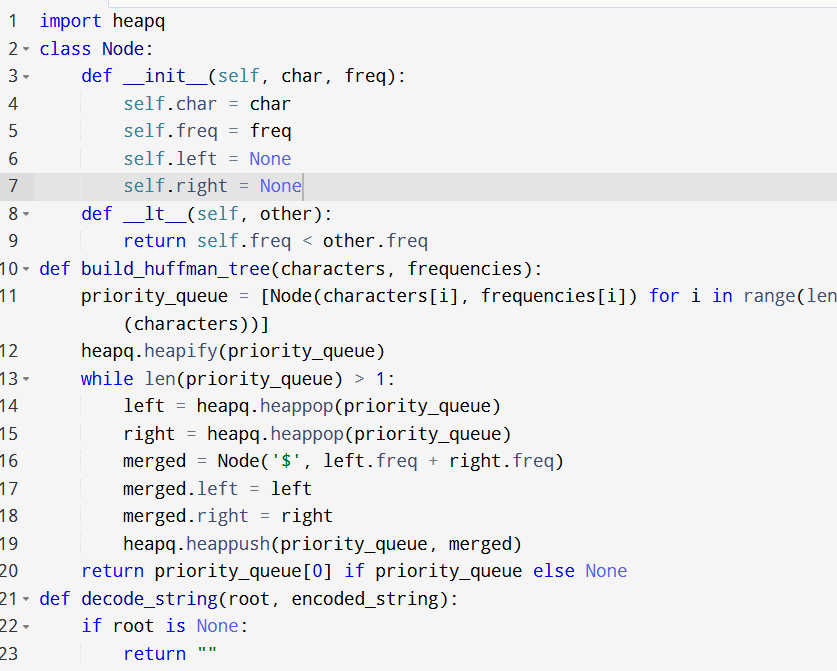 1 import heapq
2 class Node:
3     def __init__(self, char, freq):
4         self.char = char
5         self.freq = freq
6         self.left = None
7         self.right = None
8     def __lt__(self, other):
9         return self.freq < other.freq
10 def build_huffman_tree(characters, frequencies):
11     priority_queue = [Node(characters[i], frequencies[i]) for i in range(len
        (characters))]
12     heapq.heapify(priority_queue)
13     while len(priority_queue) > 1:
14         left = heapq.heappop(priority_queue)
15         right = heapq.heappop(priority_queue)
16         merged = Node('$', left.freq + right.freq)
17         merged.left = left
18         merged.right = right
19         heapq.heappush(priority_queue, merged)
20     return priority_queue[0] if priority_queue else None
21 def decode_string(root, encoded_string):
22     if root is None:
23         return ""